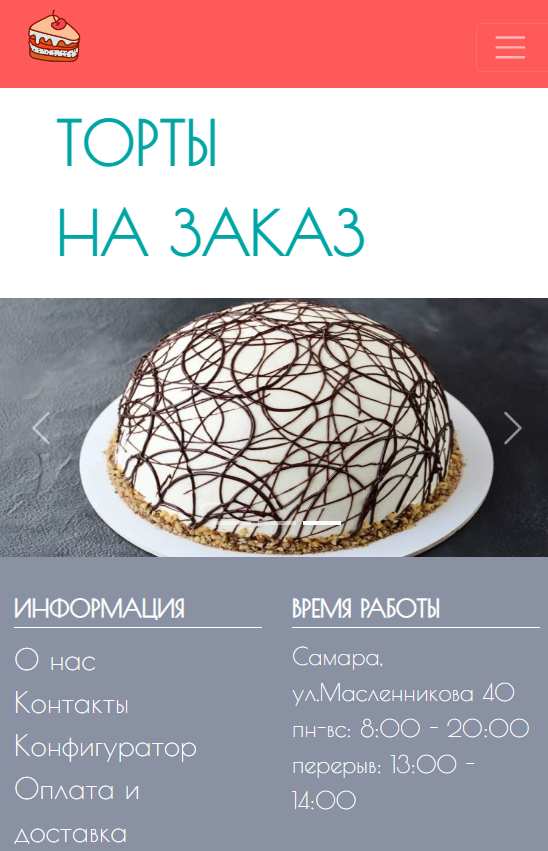 ТОРТЫ
НА ЗАКАЗ
ИНФОРМАЦИЯ
О нас
Контакты
Конфигуратор
Оплата и
доставка
ВРЕМЯ РАБОТЫ
Самара,
ул.Масленникова 40
пн-вс: 8:00 - 20:00
перерыв: 13:00 -
14:00